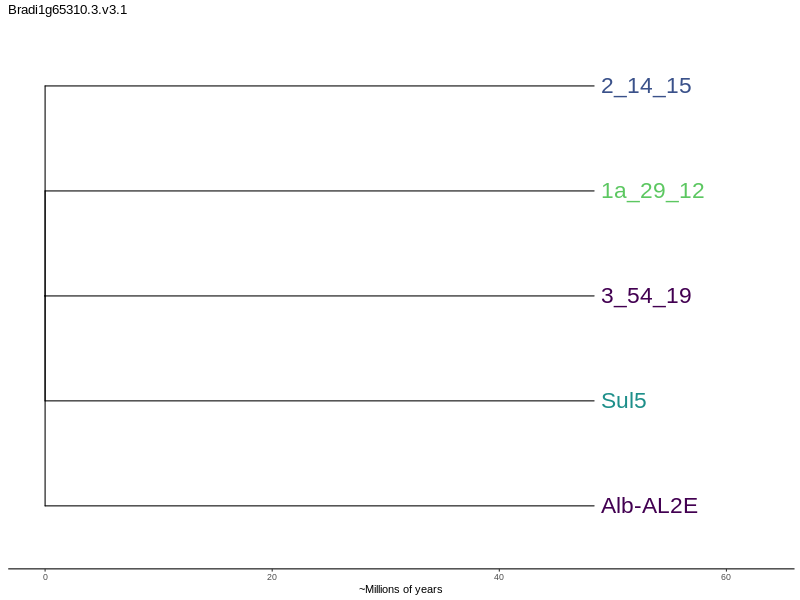 Bradi1g65310.3.v3.1
2_14_15
1a_29_12
3_54_19
Sul5
Alb-AL2E
0 20 40 60
~Millions of years